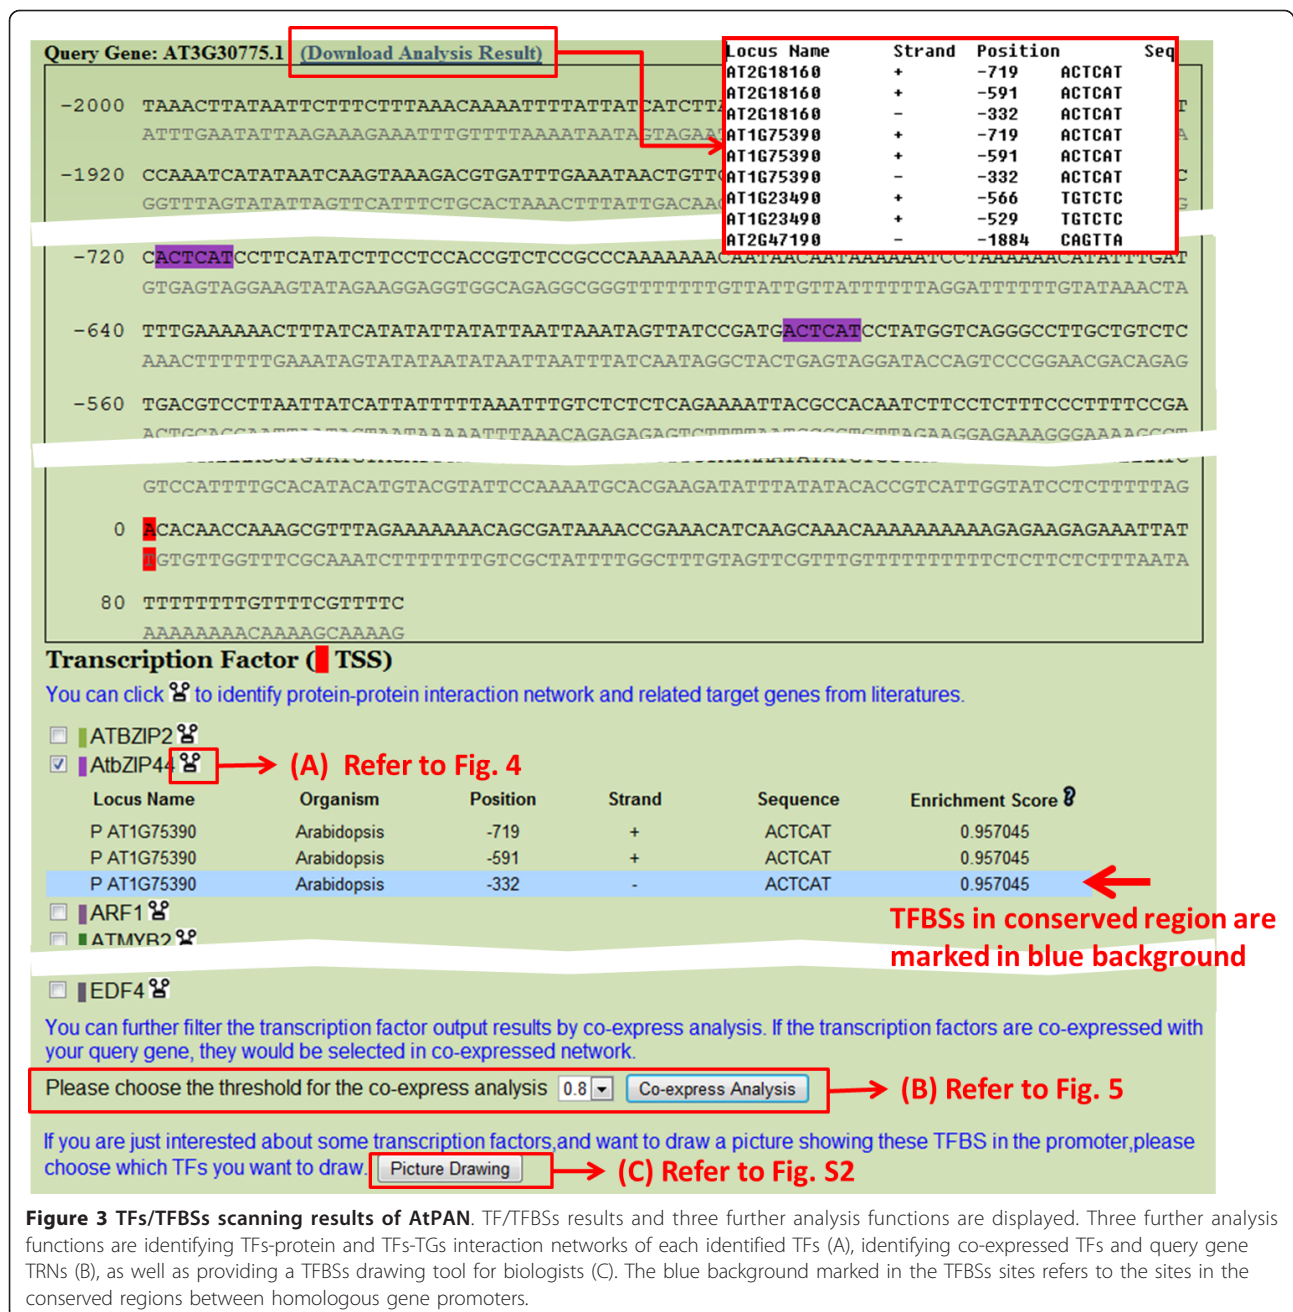 Query Gene: AT3G30775.1 (Download Analysis Result)
Locus Name Strand Position Seq
AT2G18160 + -719 ACTCAT
AT2G18160 + -591 ACTCAT
AT2G18160 - -332 ACTCAT
AT1G75390 + -719 ACTCAT
AT1G75390 + -591 ACTCAT
AT1G75390 - -332 ACTCAT
AT1G23490 + -566 TGTCTC
AT1G23490 + -529 TGTCTC
AT2G47190 - -1884 CAGTTA
-2000 TAAACTTATAATTCTTTCTTTAAACAAAATTTTATTATCATCTTA T
ATTTGAATATTAAGAAAGAAATTTGTTTTAAAATAATAGTAGAAT A
-1920 CCAAATCATATAATCAAGTAAAGACGTGATTTGAAATAACTGTTG C
GGTTTAGTATATTAGTTCATTTCTGCACTAAACTTTATTGACAAC G
-720 CACTCATCCTTCATATCTTCCTCCACCGTCTCCGCCCAAAAAAACAATAACAATAAAAAATCCTAAAAAACATATTTGAT
GTGAGTAGGAAGTATAGAAGGAGGTGGCAGAGGCGGGTTTTTTTGTTATTGTTATTTTTTAGGATTTTTTGTATAAACTA
-640 TTTGAAAAAACTTTATCATATATTATATTAATTAAATAGTTATCCGATGACTCATCCTATGGTCAGGGCCTTGCTGTCTC
AAACTTTTTTGAAATAGTATATAATATAATTAATTTATCAATAGGCTACTGAGTAGGATACCAGTCCCGGAACGACAGAG
-560 TGACGTCCTTAATTATCATTATTTTTAAATTTGTCTCTCTCAGAAAATTACGCCACAATCTTCCTCTTTCCCTTTTCCGA
GTCCATTTTGCACATACATGTACGTATTCCAAAATGCACGAAGATATTTATATACACCGTCATTGGTATCCTCTTTTTAG
0 ACACAACCAAAGCGTTTAGAAAAAAACAGCGATAAAACCGAAACATCAAGCAAACAAAAAAAAAAGAGAAGAGAAATTAT
TGTGTTGGTTTCGCAAATCTTTTTTTGTCGCTATTTTGGCTTTGTAGTTCGTTTGTTTTTTTTTTCTCTTCTCTTTAATA
80 TTTTTTTTGTTTTCGTTTTC
AAAAAAAACAAAAGCAAAAG
Transcription Factor ( TSS)
You can click to identify protein-protein interaction network and related target genes from literatures.
ATBZIP2
AtbZIP44 (A) Refer to Fig. 4
Locus Name Organism Position Strand Sequence Enrichment Score ?
P AT1G75390 Arabidopsis -719 + ACTCAT 0.957045
P AT1G75390 Arabidopsis -591 + ACTCAT 0.957045
P AT1G75390 Arabidopsis -332 - ACTCAT 0.957045
ARF1
ATMYB2
TFBSs in conserved region are
marked in blue background
EDF4
You can further filter the transcription factor output results by co-express analysis. If the transcription factors are co-expressed with
your query gene, they would be selected in co-expressed network.
Please choose the threshold for the co-express analysis 0.8 Co-express Analysis (B) Refer to Fig. 5
If you are just interested about some transcription factors,and want to draw a picture showing these TFBS in the promoter,please
choose which TFs you want to draw. Picture Drawing (C) Refer to Fig. S2
Figure 3 TFs/TFBSs scanning results of AtPAN. TF/TFBSs results and three further analysis functions are displayed. Three further analysis
functions are identifying TFs-protein and TFs-TGs interaction networks of each identified TFs (A), identifying co-expressed TFs and query gene
TRNs (B), as well as providing a TFBSs drawing tool for biologists (C). The blue background marked in the TFBSs sites refers to the sites in the
conserved regions between homologous gene promoters.